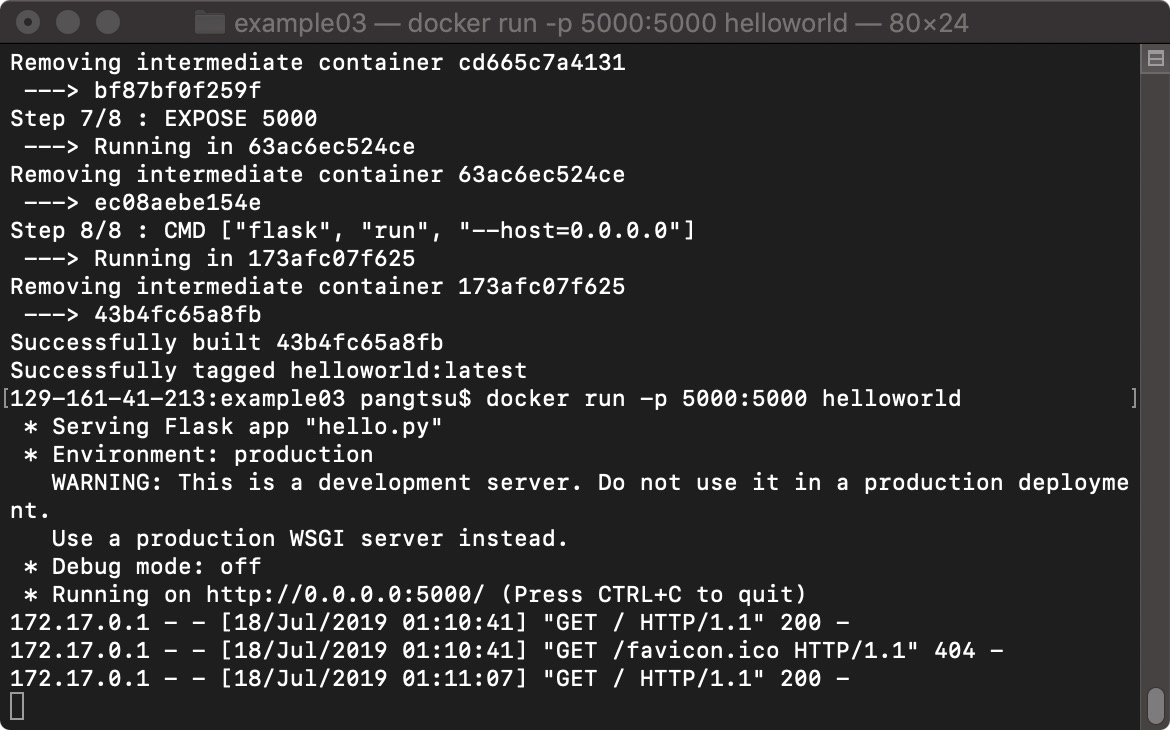 example03 — docker run -p 5000:5000 helloworld — 80×24
Removing intermediate container cd665c7a4131
 ---> bf87bf0f259f
Step 7/8 : EXPOSE 5000
 ---> Running in 63ac6ec524ce
Removing intermediate container 63ac6ec524ce
 ---> ec08aebe154e
Step 8/8 : CMD ["flask", "run", "--host=0.0.0.0"]
 ---> Running in 173afc07f625
Removing intermediate container 173afc07f625
 ---> 43b4fc65a8fb
Successfully built 43b4fc65a8fb
Successfully tagged helloworld:latest
[129-161-41-213:example03 pangtsu$ docker run -p 5000:5000 helloworld ]
 * Serving Flask app "hello.py"
 * Environment: production
   WARNING: This is a development server. Do not use it in a production deployme
nt.
   Use a production WSGI server instead.
 * Debug mode: off
 * Running on http://0.0.0.0:5000/ (Press CTRL+C to quit)
172.17.0.1 - - [18/Jul/2019 01:10:41] "GET / HTTP/1.1" 200 -
172.17.0.1 - - [18/Jul/2019 01:10:41] "GET /favicon.ico HTTP/1.1" 404 -
172.17.0.1 - - [18/Jul/2019 01:11:07] "GET / HTTP/1.1" 200 -